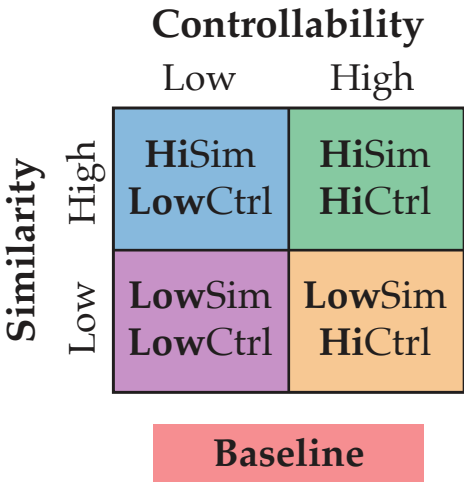 Controllability
Low High
Similarity
High
HiSim
LowCtrl
HiSim
HiCtrl
Low
LowSim
LowCtrl
LowSim
HiCtrl
Baseline